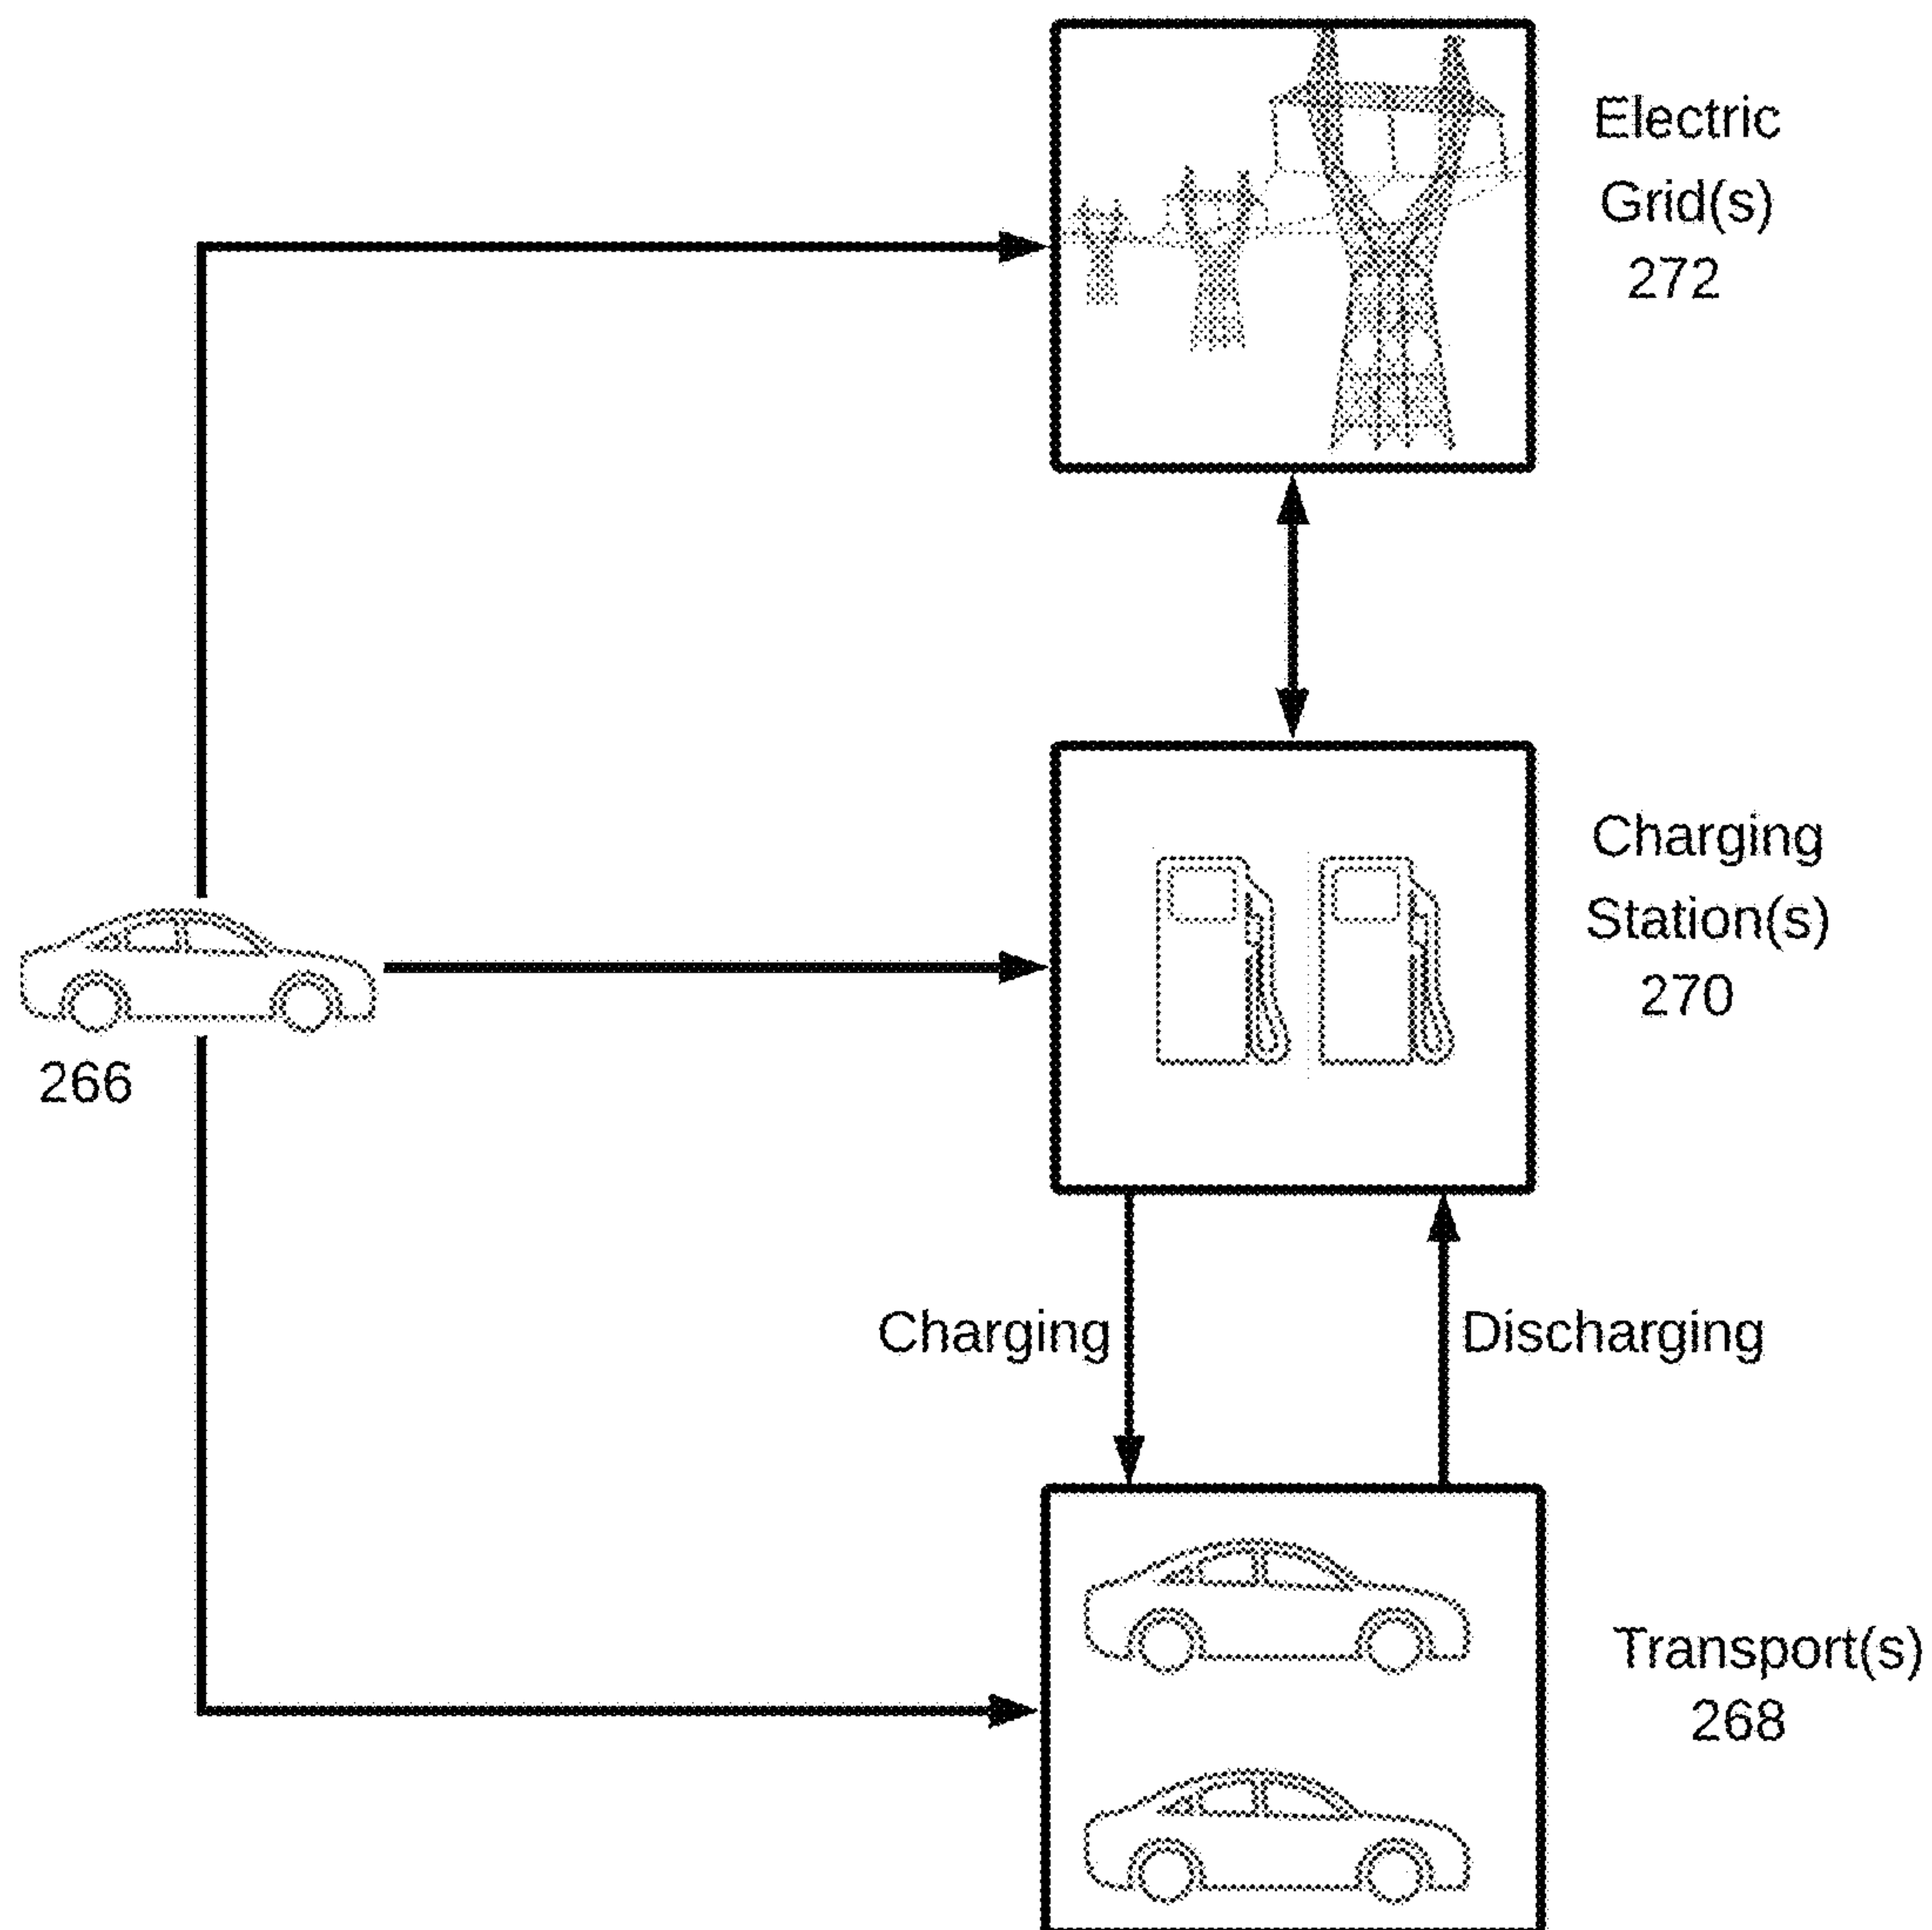 Electric
Grid(s)
272
Charging
Station(s)
270
266
Charging
Discharging
Transport(s)
268